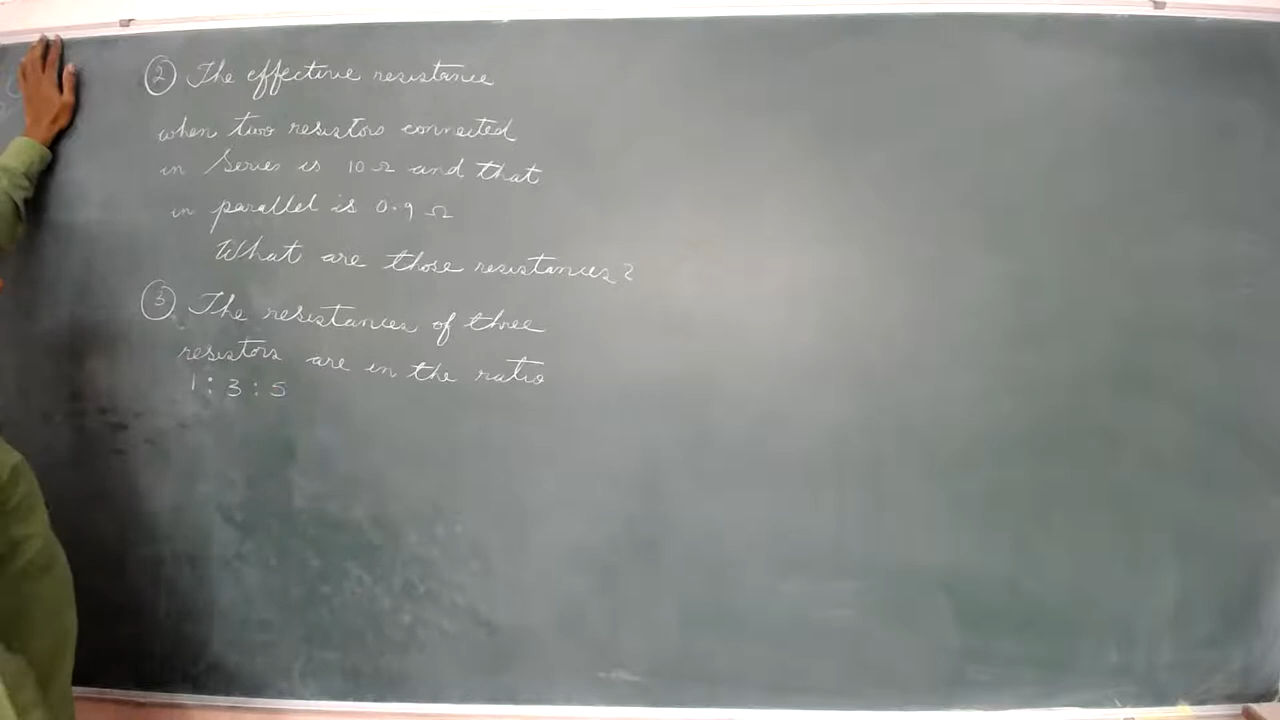 ② The effective resistance
when two resistors connected
in Series is 10 Ω and that
in parallel is 0.9 Ω
What are those resistances?
③ The resistances of three
resistors are in the ratio
1 : 3 : 5